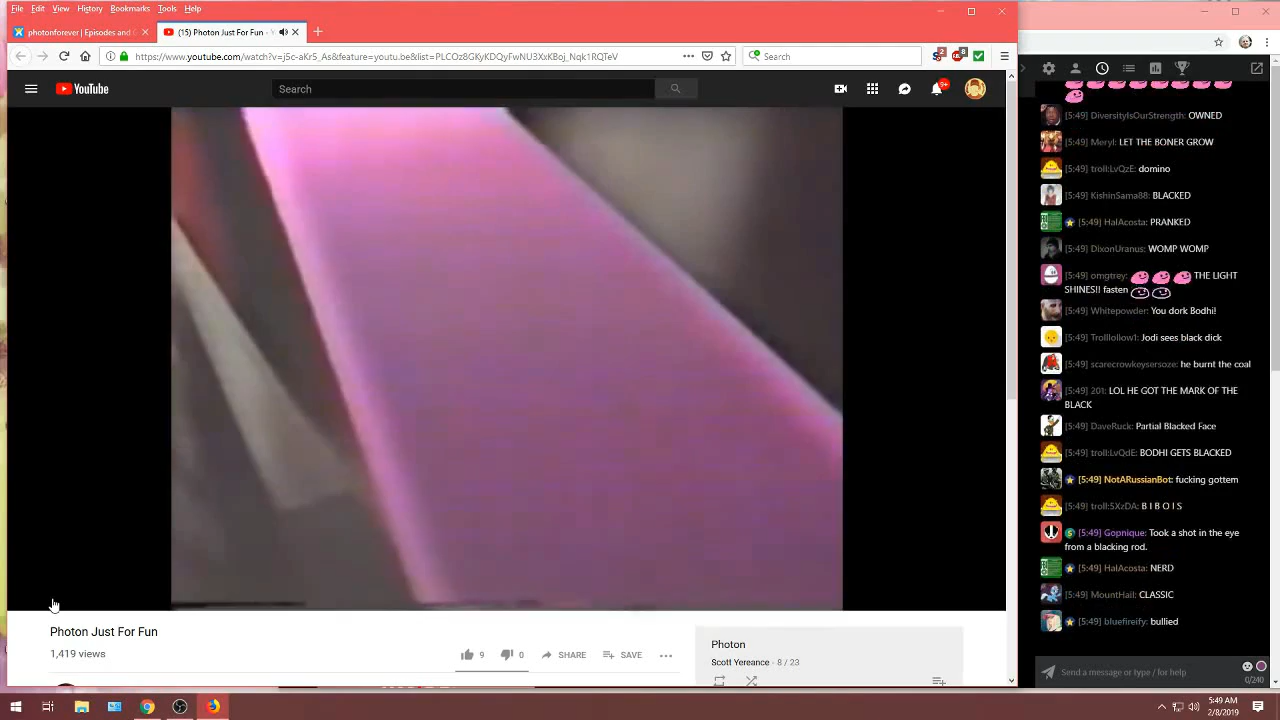 File Edit View History Bookmarks Tools Help
photonforever | Events and
(15) Photon Just For Fun - Y
https://www.youtube.com/watch?v=j5c-aKr5_As&feature=youtu.be&list=PLCOz8GKyKDQyFwNU3XxKBoj_Nqk1RQTeV
Search
2
8
YouTube
Search
9+
[5:49] DiversityIsOurStrength: OWNED
[5:49] Meryl: LET THE BONER GROW
[5:49] troll:LvQzE: domino
[5:49] KishinSama88: BLACKED
[5:49] HalAcosta: PRANKED
[5:49] DixonUranus: WOMP WOMP
[5:49] omgtrey: THE LIGHT
SHINES!! fasten
[5:49] Whitepowder: You dork Bodhi!
[5:49] Trolllollow1: Jodi sees black dick
[5:49] scarecrowkeysersoze: he burnt the coal
[5:49] 201: LOL HE GOT THE MARK OF THE
BLACK
[5:49] DaveRuck: Partial Blacked Face
[5:49] troll:LvQdE: BODHI GETS BLACKED
[5:49] NotARussianBot: fucking gottem
[5:49] troll:5XzDA: B I B O I S
S [5:49] Gopnique: Took a shot in the eye
from a blacking rod.
[5:49] HalAcosta: NERD
[5:49] MountHail: CLASSIC
[5:49] bluefireify: bullied
Send a message or type / for help
0/240
Photon Just For Fun
1,419 views
9
0
SHARE
SAVE
Photon
Scott Yereance - 8 / 23
5:49 AM
2/8/2019